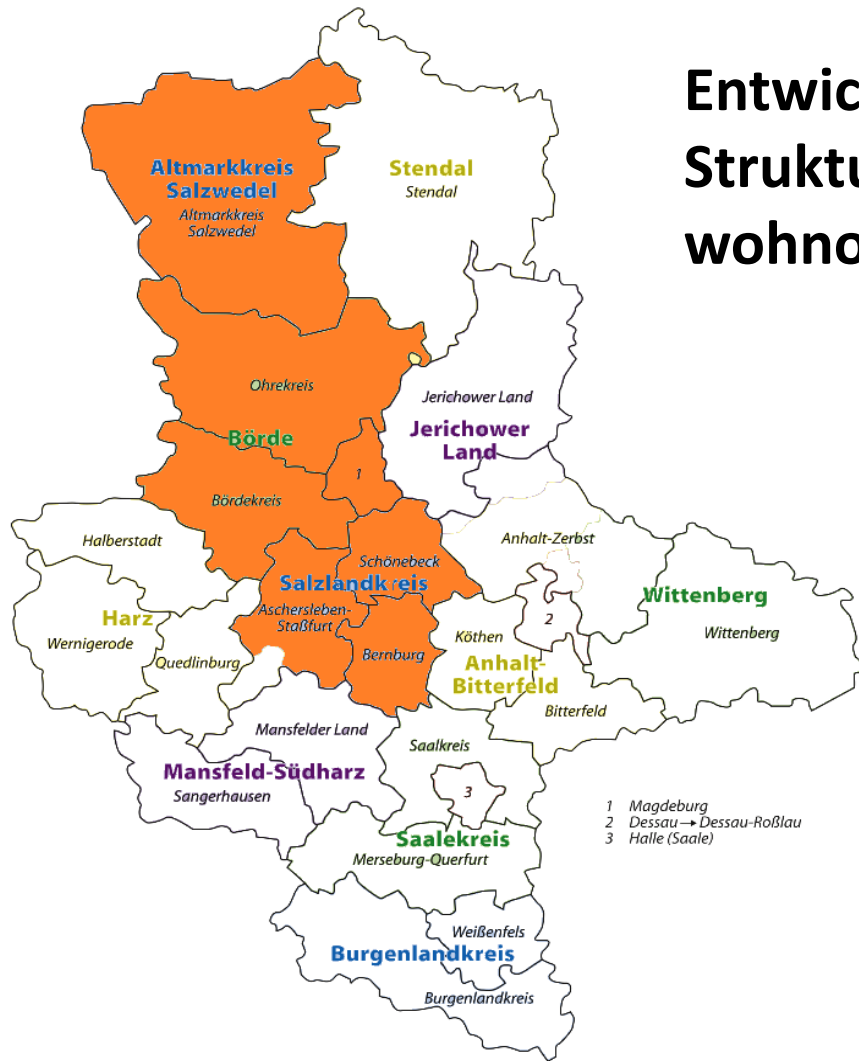 Entwic
Struktu
wohno
Altmarkkreis
Salzwedel
Altmarkkreis
Salzwedel
Stendal
Stendal
Ohrekreis
Börde
Jerichower Land
Jerichower
Land
1
Bördekreis
Halberstadt
Schönebeck
Anhalt-Zerbst
Salzlandkreis
Aschersleben-
Staßfurt
Harz
Wernigerode
Quedlinburg
Bernburg
Köthen
2
Wittenberg
Wittenberg
Anhalt-
Bitterfeld
Bitterfeld
Mansfelder Land
Saalkreis
Mansfeld-Südharz
Sangerhausen
3
Saalekreis
Merseburg-Querfurt
1 Magdeburg
2 Dessau → Dessau-Roßlau
3 Halle (Saale)
Weißenfels
Burgenlandkreis
Burgenlandkreis